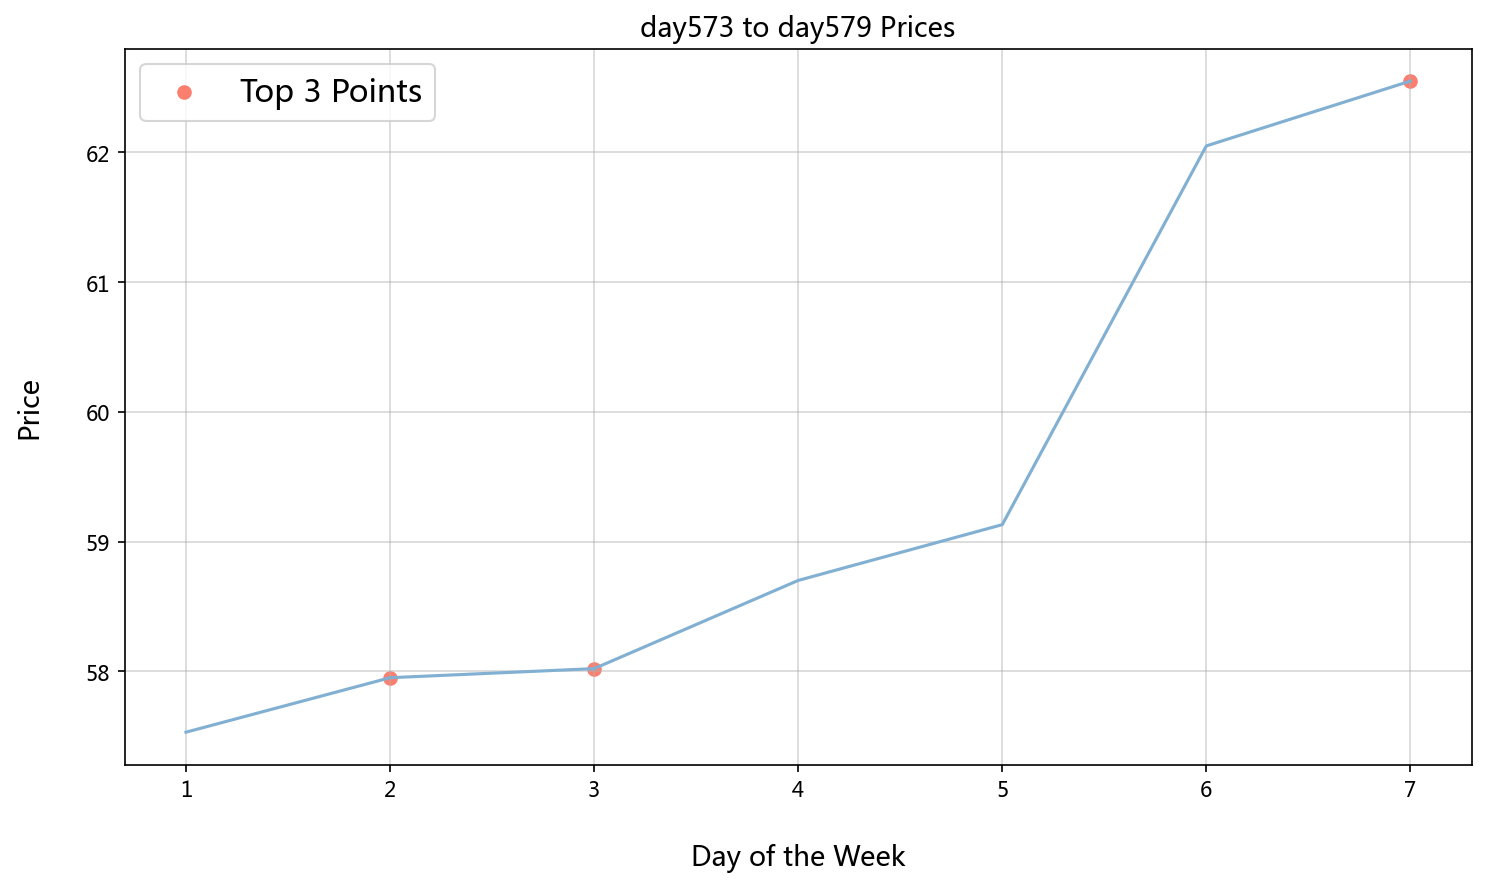 day573 to day579 Prices
Top 3 Points
62
61
60
59
58
Price
1 2 3 4 5 6 7
Day of the Week